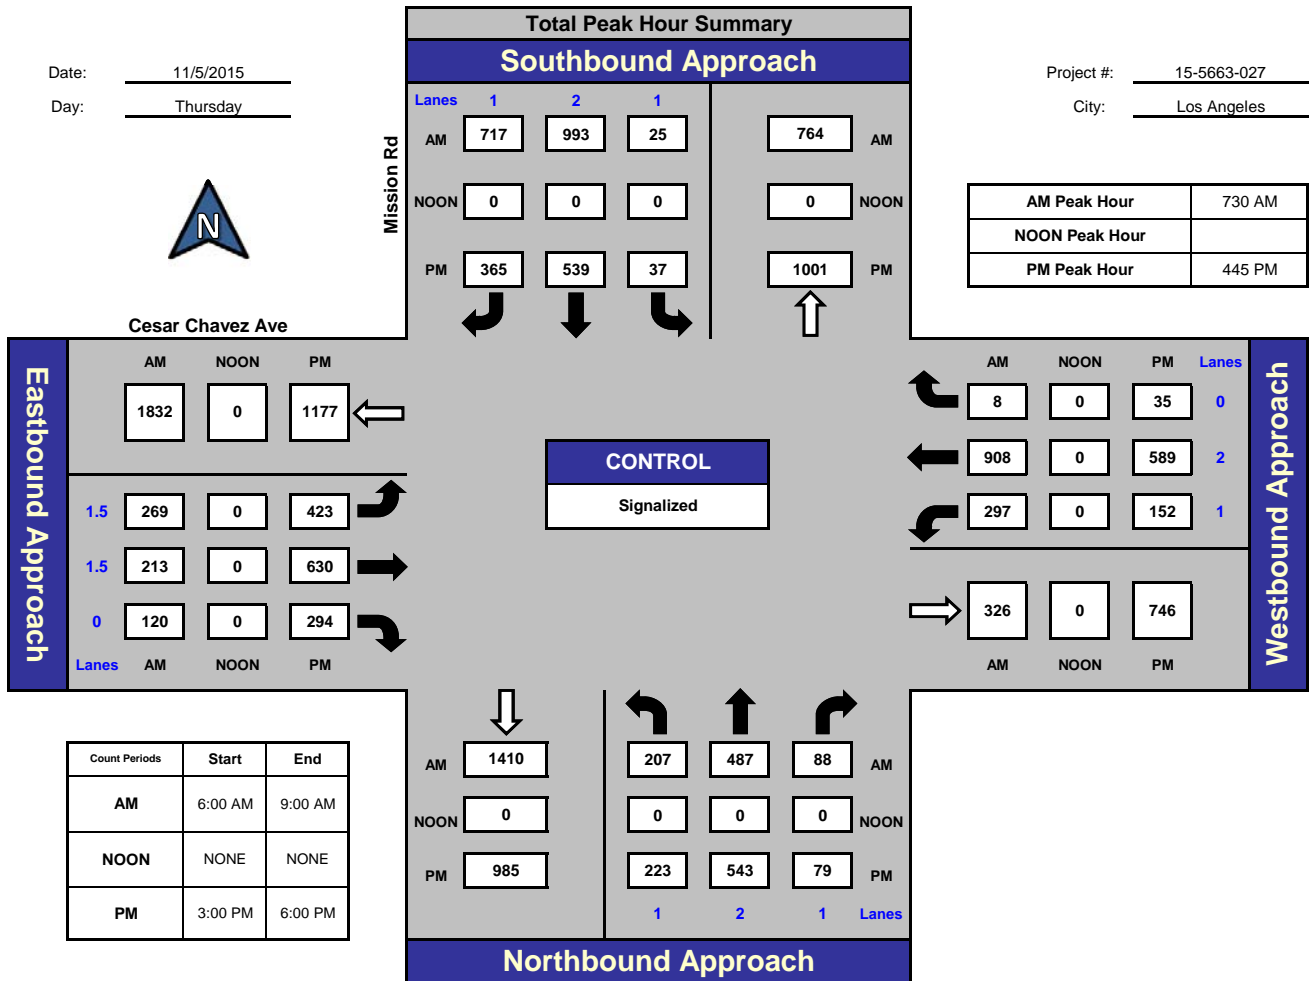 Total Peak Hour Summary
Southbound Approach
Date: 11/5/2015
Day: Thursday
Project #: 15-5663-027
City: Los Angeles
N
Mission Rd
Lanes 1 2 1
AM 717 993 25 764 AM
NOON 0 0 0 0 NOON
PM 365 539 37 1001 PM
AM Peak Hour 730 AM
NOON Peak Hour
PM Peak Hour 445 PM
Cesar Chavez Ave
Eastbound Approach
AM NOON PM
1832 0 1177
1.5 269 0 423
1.5 213 0 630
0 120 0 294
Lanes AM NOON PM
CONTROL
Signalized
AM NOON PM Lanes
8 0 35 0
908 0 589 2
297 0 152 1
326 0 746
AM NOON PM
Westbound Approach
Count Periods Start End
AM 6:00 AM 9:00 AM
NOON NONE NONE
PM 3:00 PM 6:00 PM
AM 1410 207 487 88 AM
NOON 0 0 0 0 NOON
PM 985 223 543 79 PM
1 2 1 Lanes
Northbound Approach